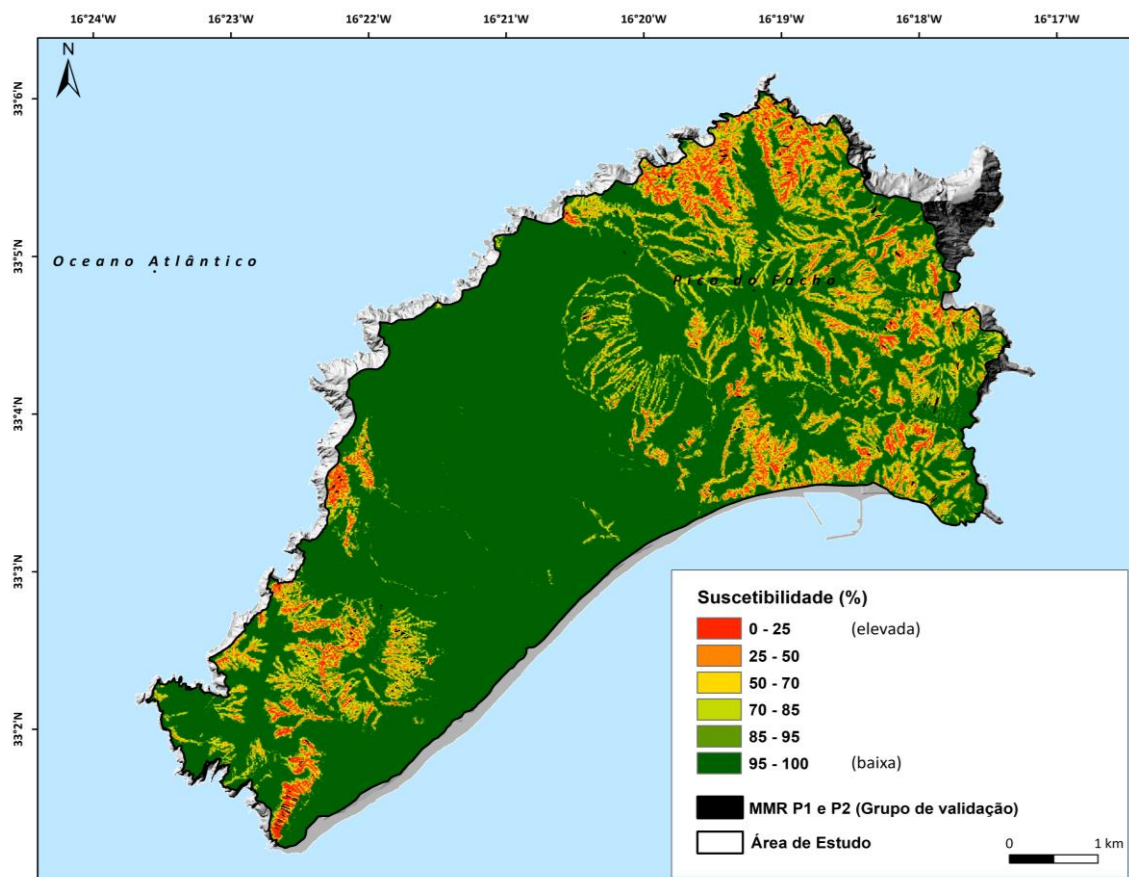 16°24'W 16°23'W 16°22'W 16°21'W 16°20'W 16°19'W 16°18'W 16°17'W
N
33°6'N
33°5'N
Oceano Atlântico
Pico do Facho
33°4'N
33°3'N
33°2'N
Suscetibilidade (%)
0 - 25 (elevada)
25 - 50
50 - 70
70 - 85
85 - 95
95 - 100 (baixa)
MMR P1 e P2 (Grupo de validação)
Área de Estudo
0 1 km